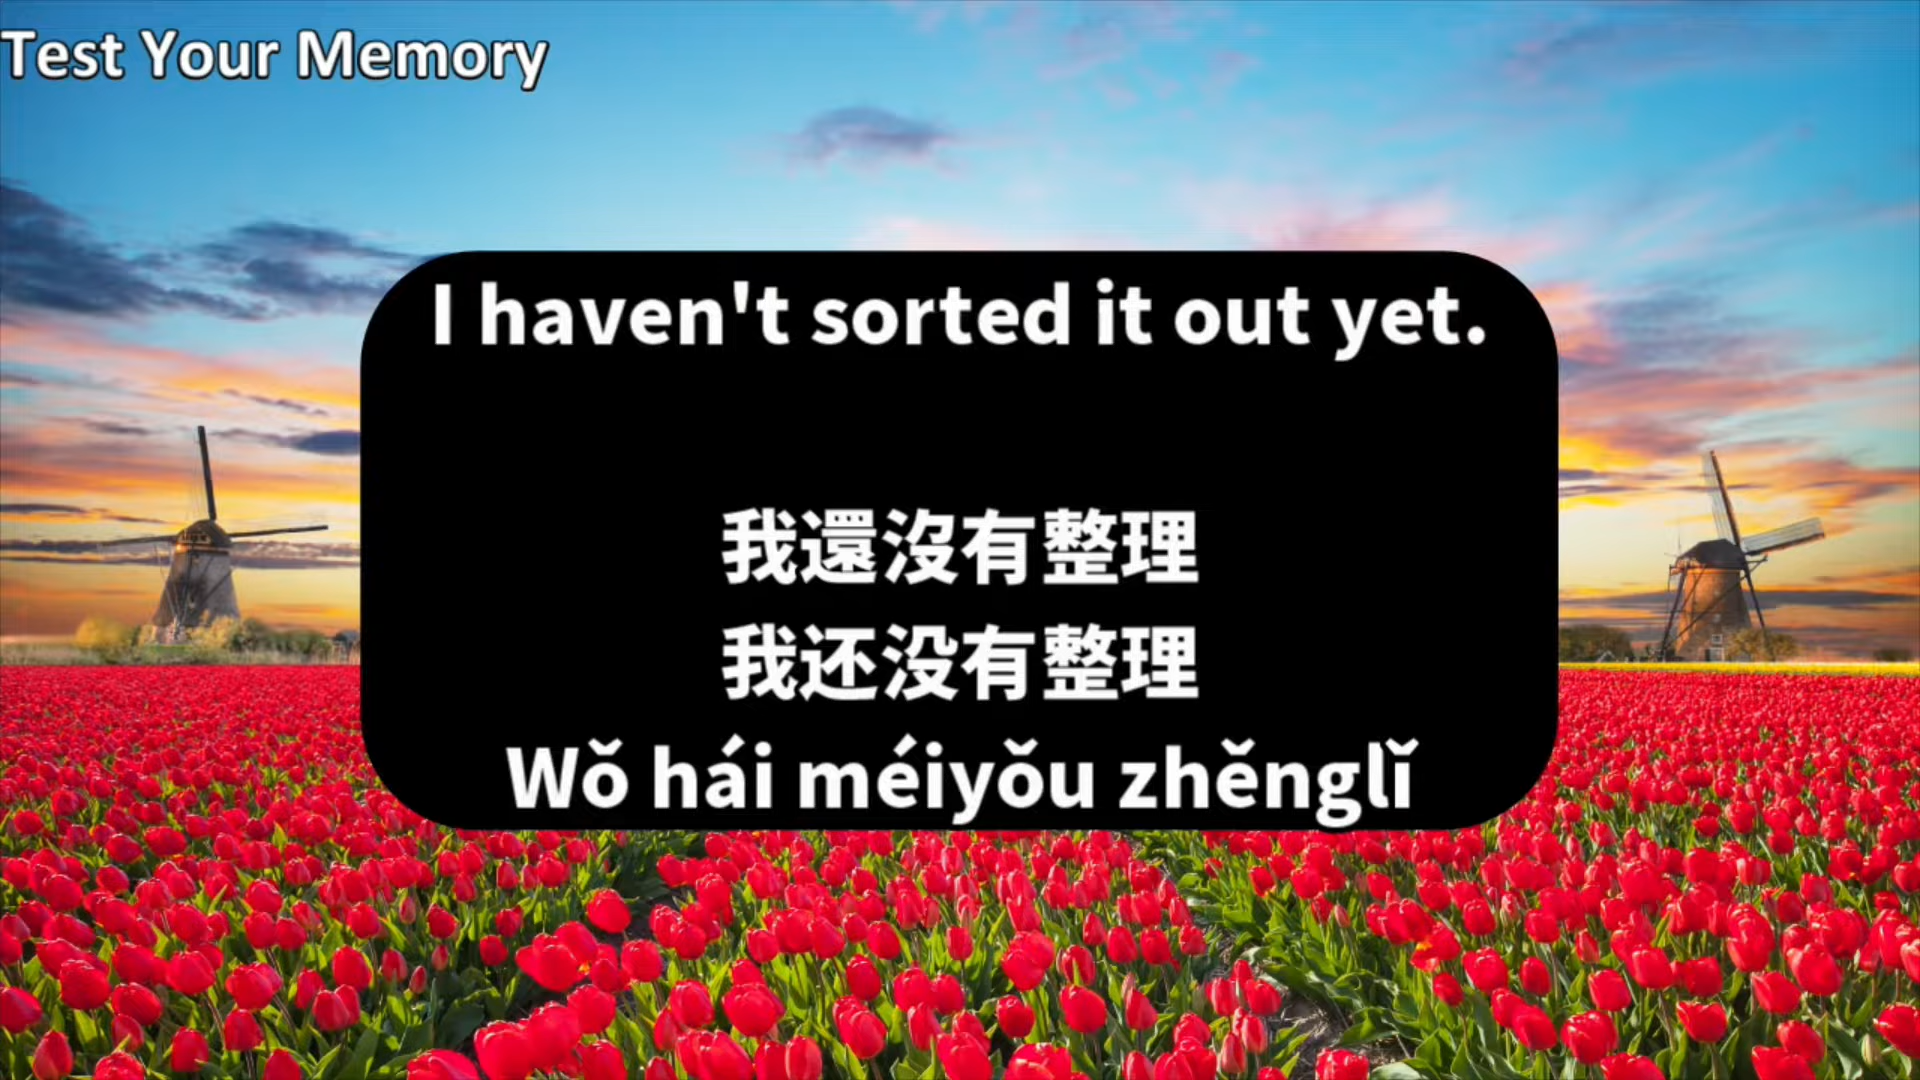 Test Your Memory
I haven't sorted it out yet.
我還沒有整理
我还没有整理
Wǒ hái méiyǒu zhěnglǐ